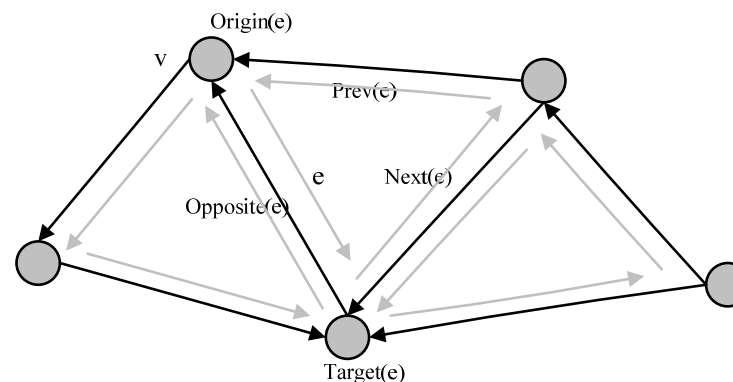 Origin(e)
v
Prev(e)
e
Next(e)
Opposite(e)
Target(e)